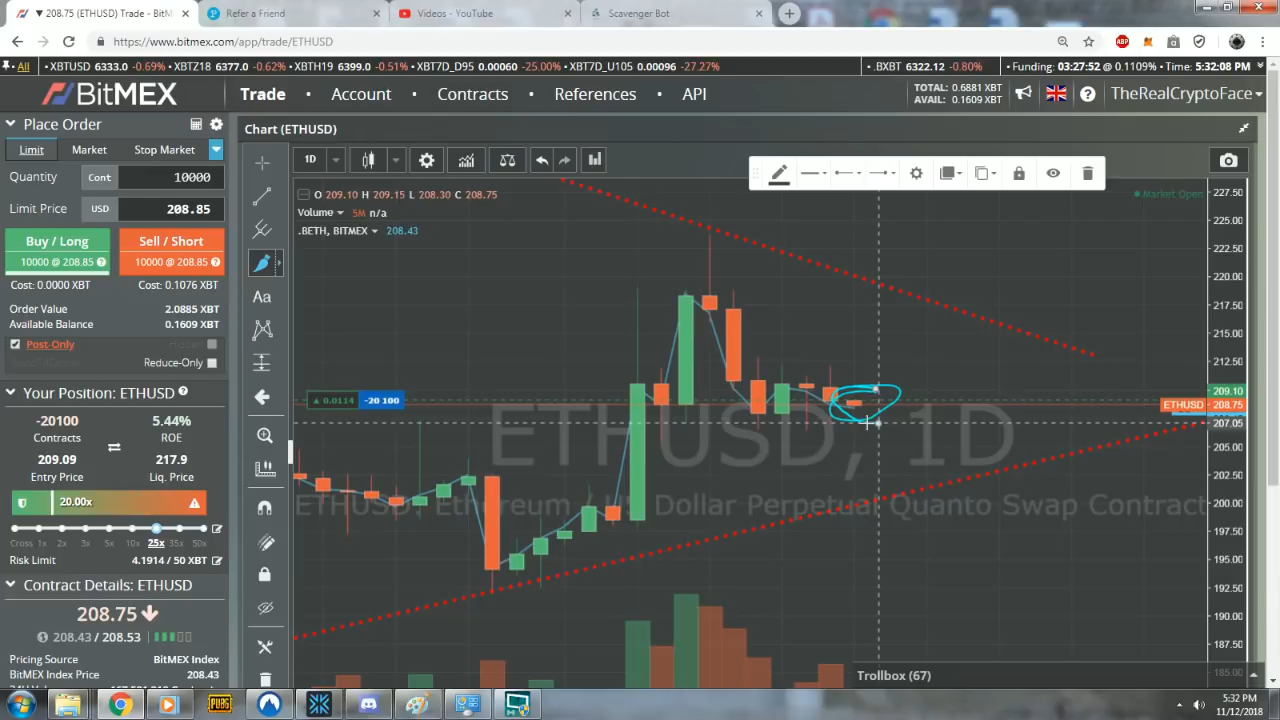 ▼ 208.75 (ETHUSD) Trade - BitM
Refer a Friend
Videos - YouTube
Scavenger Bot
https://www.bitmex.com/app/trade/ETHUSD
All
XBTUSD 6333.0 -0.69% • XBTZ18 6377.0 -0.62% • XBTH19 6399.0 -0.51% • XBT7D_D95 0.00060 -25.00% • XBT7D_U105 0.00096 -27.27%
.BXBT 6322.12 -0.80%
Funding: 03:27:52 @ 0.1109% • Time: 5:32:08 PM
BitMEX
Trade • Account • Contracts • References • API
TOTAL: 0.6881 XBT
AVAIL: 0.1609 XBT
TheRealCryptoFace
Place Order
Limit Market Stop Market
Quantity Cont 10000
Limit Price USD 208.85
Buy / Long
10000 @ 208.85
Sell / Short
10000 @ 208.85
Cost: 0.0000 XBT Cost: 0.1076 XBT
Order Value 2.0885 XBT
Available Balance 0.1609 XBT
Post-Only
Reduce-Only
Your Position: ETHUSD
-20100 5.44%
Contracts ROE
209.09 217.9
Entry Price Liq. Price
20.00x
Cross 1x 2x 3x 5x 10x 25x 35x 50x
Risk Limit 4.1914 / 50 XBT
Contract Details: ETHUSD
208.75
208.43 / 208.53
Pricing Source BitMEX Index
BitMEX Index Price 208.43
Chart (ETHUSD)
1D
O 209.10 H 209.15 L 208.30 C 208.75
Volume 5M n/a
.BETH, BITMEX 208.43
Market Open
0.0114 -20 100
ETHUSD, 1D
ETHUSD, Ethereum / US Dollar Perpetual Quanto Swap Contract
Aa
227.50
225.00
222.50
220.00
217.50
215.00
212.50
209.10
ETHUSD 208.75
207.05
205.00
202.50
200.00
197.50
195.00
192.50
190.00
187.50
185.00
Trollbox (67)
PUBG
5:32 PM
11/12/2018